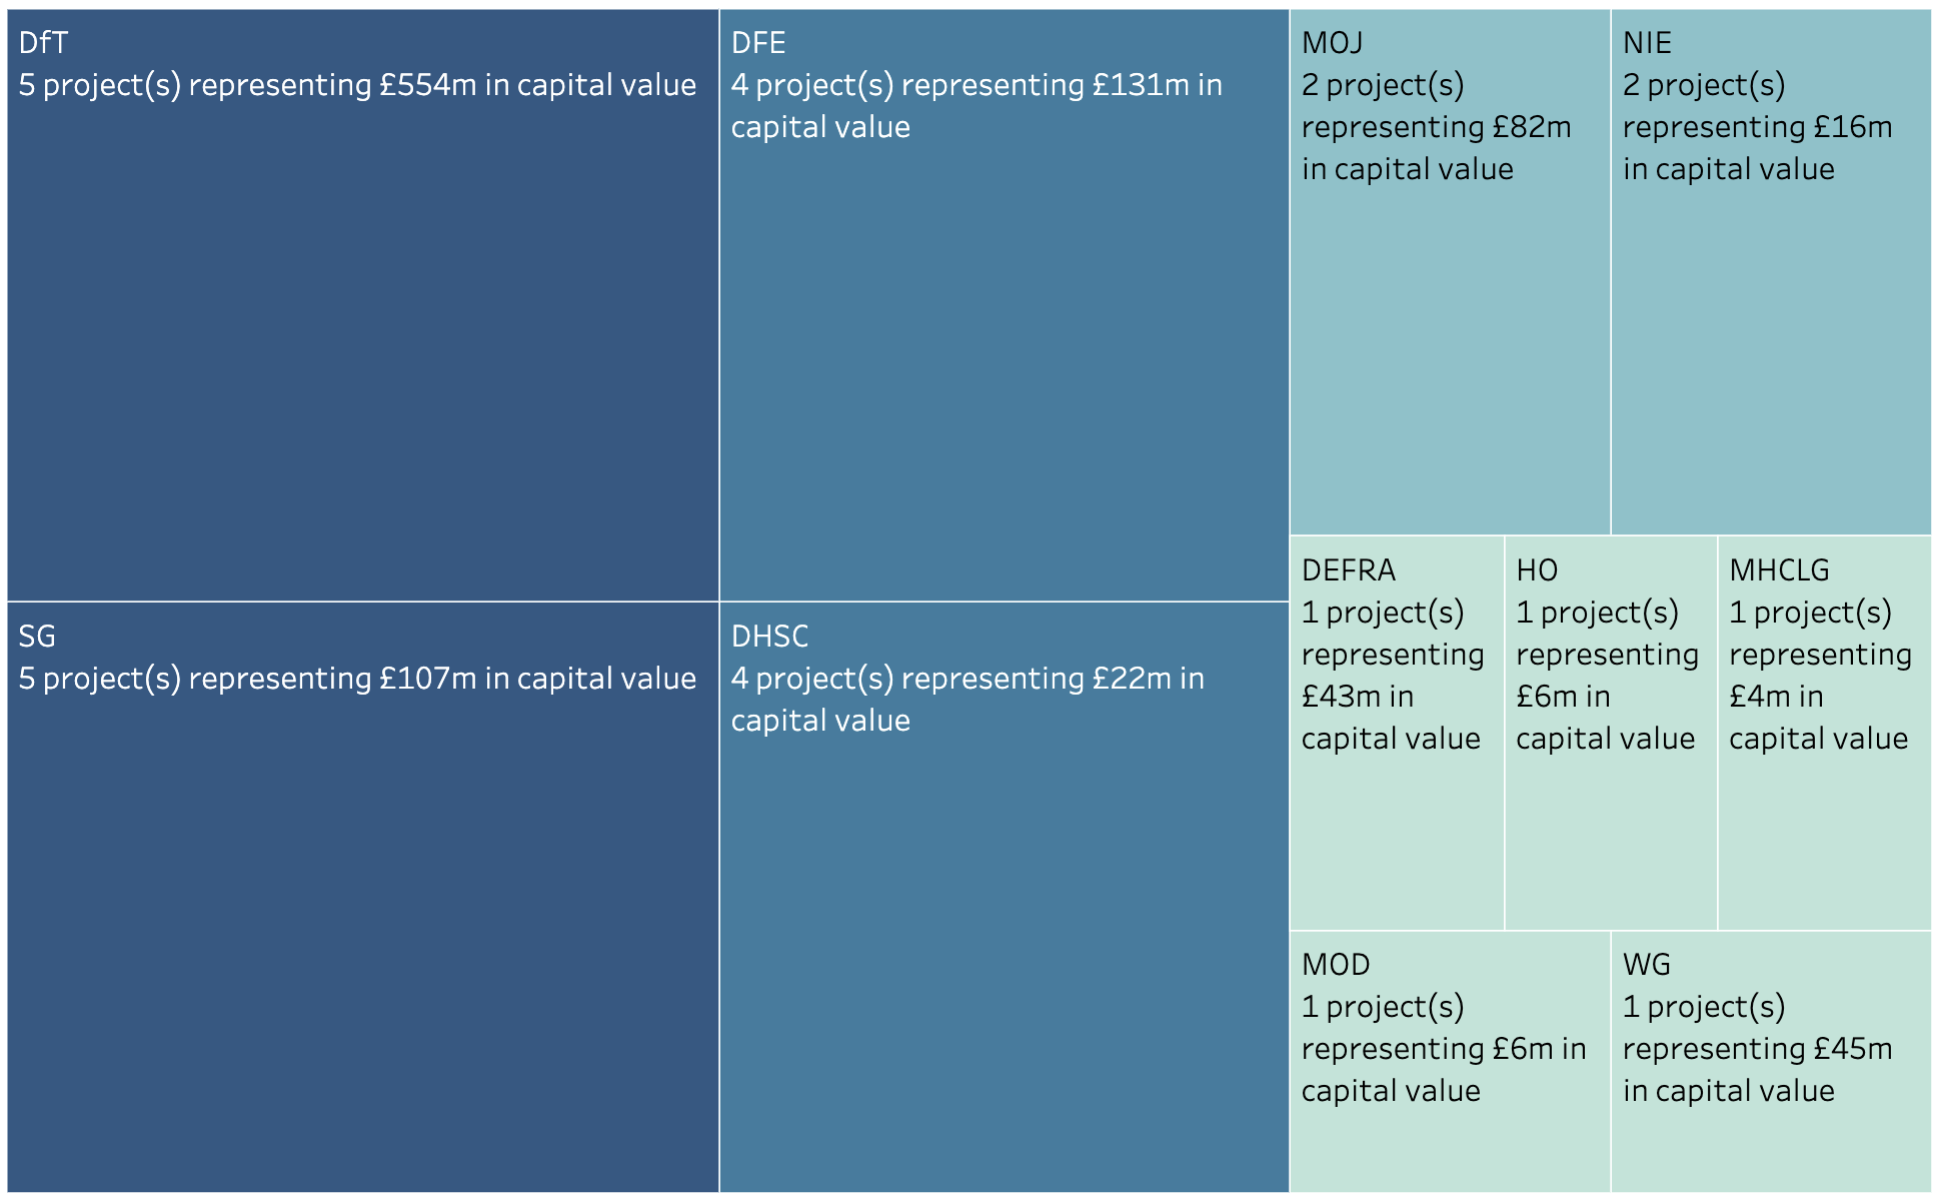 DfT
5 project(s) representing £554m in capital value
DFE
4 project(s) representing £131m in
capital value
MOJ
2 project(s)
representing £82m
in capital value
NIE
2 project(s)
representing £16m
in capital value
SG
5 project(s) representing £107m in capital value
DHSC
4 project(s) representing £22m in
capital value
DEFRA
1 project(s)
representing
£43m in
capital value
HO
1 project(s)
representing
£6m in
capital value
MHCLG
1 project(s)
representing
£4m in
capital value
MOD
1 project(s)
representing £6m in
capital value
WG
1 project(s)
representing £45m
in capital value